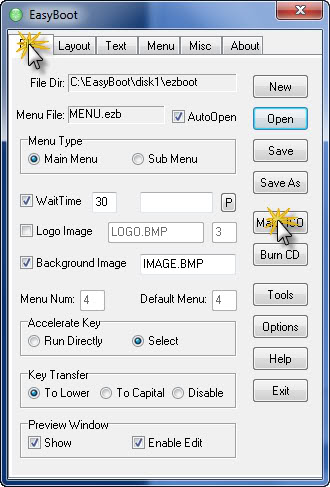 EasyBoot
Layout Text Menu Misc About
File Dir: C:\EasyBoot\disk1\ezboot New
Menu File: MENU.ezb AutoOpen Open
Menu Type Save
Main Menu Sub Menu
Save As
WaitTime 30 P
Logo Image LOGO.BMP 3
Background Image IMAGE.BMP Burn CD
Menu Num: 4 Default Menu: 4 Tools
Accelerate Key Options
Run Directly Select
Help
Key Transfer
To Lower To Capital Disable Exit
Preview Window
Show Enable Edit